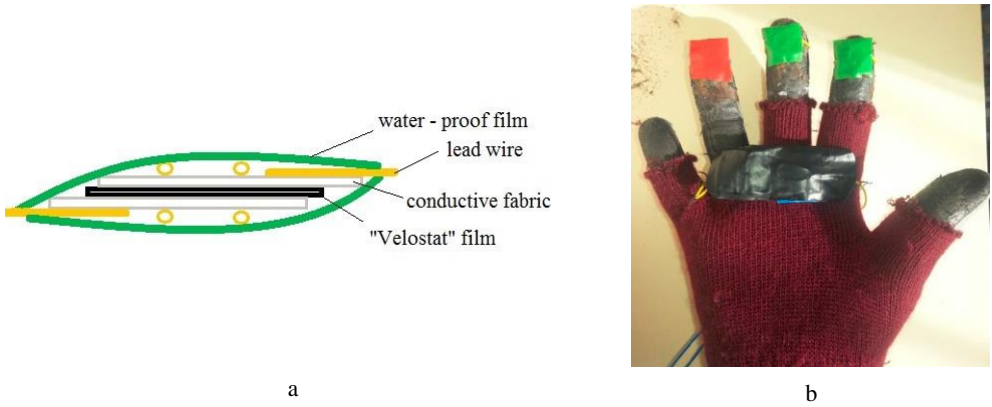 water - proof film
lead wire
conductive fabric
"Velostat" film
a
b